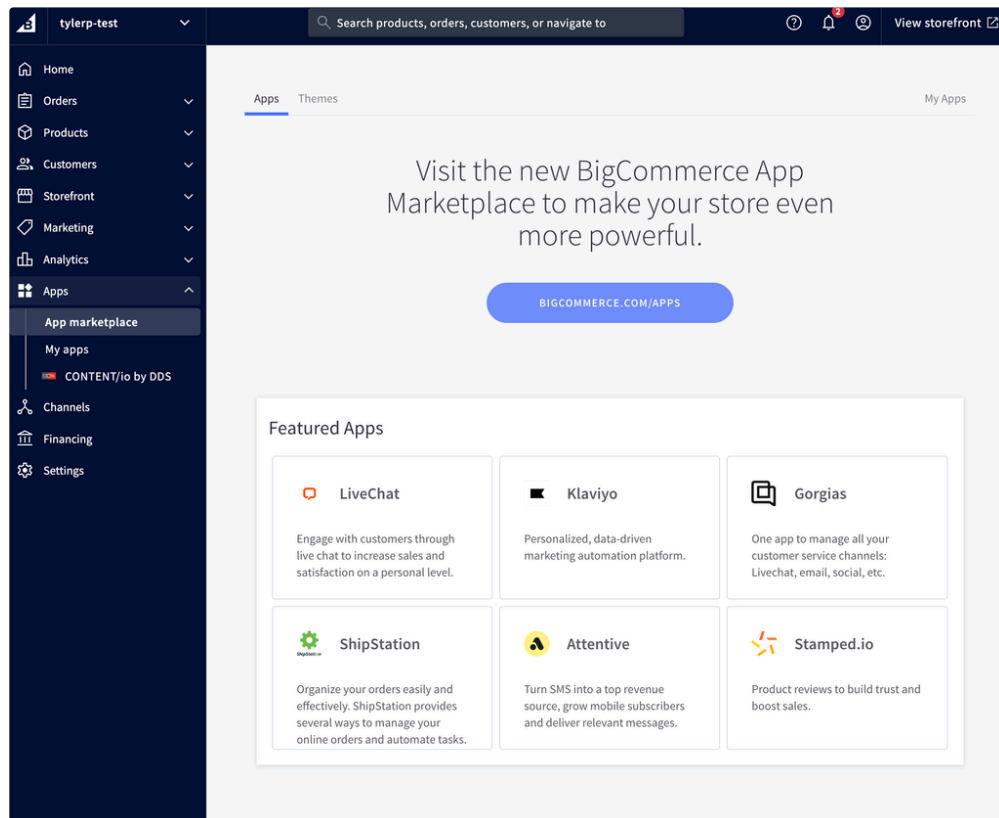 tylerp-test
Search products, orders, customers, or navigate to
2
View storefront
Home
Orders
Products
Customers
Storefront
Marketing
Analytics
Apps
App marketplace
My apps
CONTENT/io by DDS
Channels
Financing
Settings
Apps
Themes
My Apps
Visit the new BigCommerce App
Marketplace to make your store even
more powerful.
BIGCOMMERCE.COM/APPS
Featured Apps
LiveChat
Engage with customers through
live chat to increase sales and
satisfaction on a personal level.
Klaviyo
Personalized, data-driven
marketing automation platform.
Gorgias
One app to manage all your
customer service channels:
Livechat, email, social, etc.
ShipStation
ShipStation
Organize your orders easily and
effectively. ShipStation provides
several ways to manage your
online orders and automate tasks.
Attentive
Turn SMS into a top revenue
source, grow mobile subscribers
and deliver relevant messages.
Stamped.io
Product reviews to build trust and
boost sales.